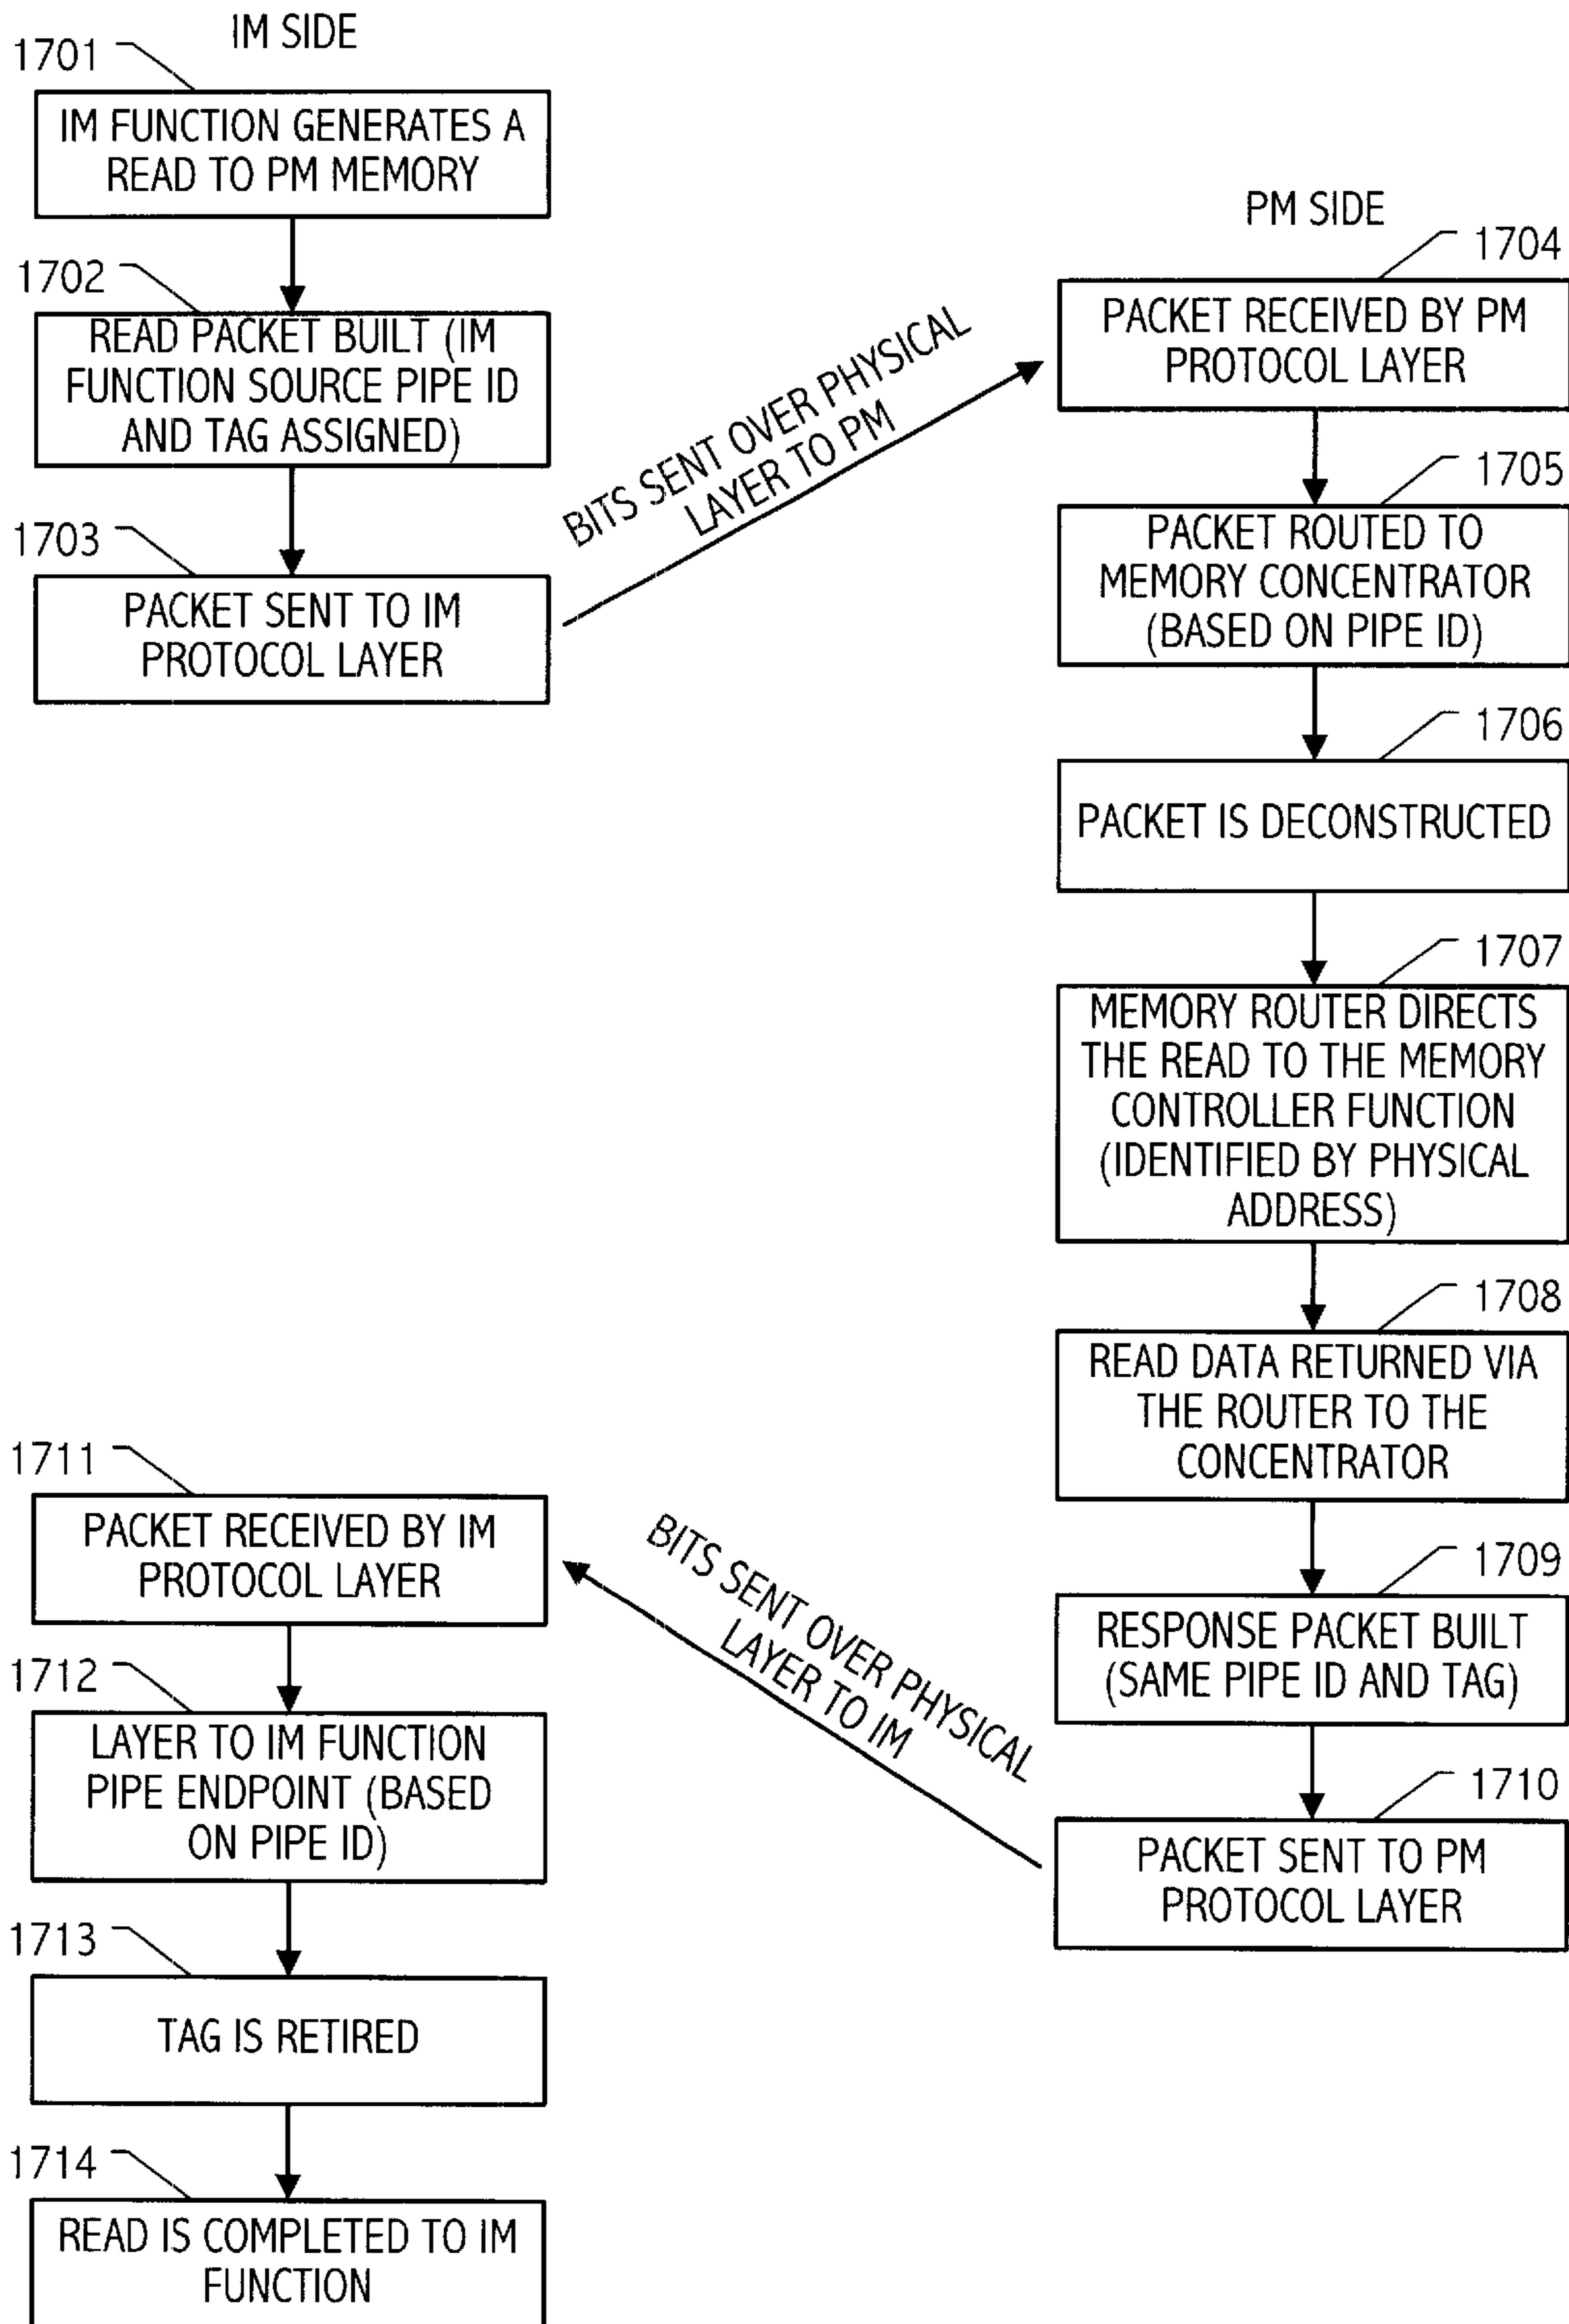 IM SIDE
1701
IM FUNCTION GENERATES A
READ TO PM MEMORY
1702
READ PACKET BUILT (IM
FUNCTION SOURCE PIPE ID
AND TAG ASSIGNED)
1703
PACKET SENT TO IM
PROTOCOL LAYER
BITS SENT OVER PHYSICAL
LAYER TO PM
PM SIDE
1704
PACKET RECEIVED BY PM
PROTOCOL LAYER
1705
PACKET ROUTED TO
MEMORY CONCENTRATOR
(BASED ON PIPE ID)
1706
PACKET IS DECONSTRUCTED
1707
MEMORY ROUTER DIRECTS
THE READ TO THE MEMORY
CONTROLLER FUNCTION
(IDENTIFIED BY PHYSICAL
ADDRESS)
1708
READ DATA RETURNED VIA
THE ROUTER TO THE
CONCENTRATOR
1709
RESPONSE PACKET BUILT
(SAME PIPE ID AND TAG)
1710
PACKET SENT TO PM
PROTOCOL LAYER
BITS SENT OVER PHYSICAL
LAYER TO IM
1711
PACKET RECEIVED BY IM
PROTOCOL LAYER
1712
LAYER TO IM FUNCTION
PIPE ENDPOINT (BASED
ON PIPE ID)
1713
TAG IS RETIRED
1714
READ IS COMPLETED TO IM
FUNCTION